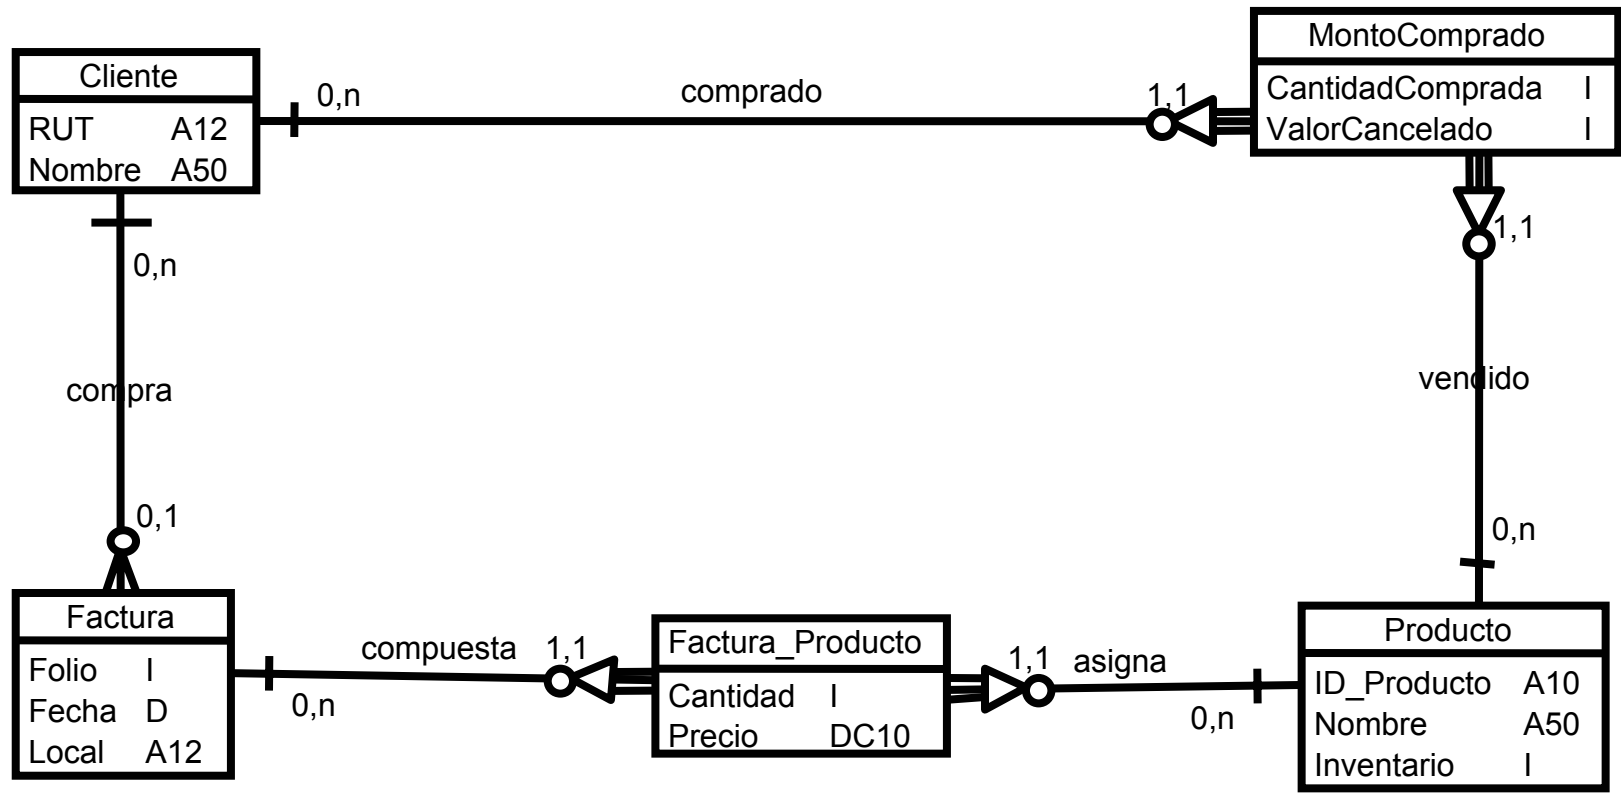 MontoComprado
CantidadComprada I
ValorCancelado I
Cliente
RUT A12
Nombre A50
0,n
comprado
1,1
0,n
1,1
compra
vendido
0,1
0,n
Factura
Folio I
Fecha D
Local A12
compuesta
1,1
0,n
Factura_Producto
Cantidad I
Precio DC10
1,1
asigna
0,n
Producto
ID_Producto A10
Nombre A50
Inventario I